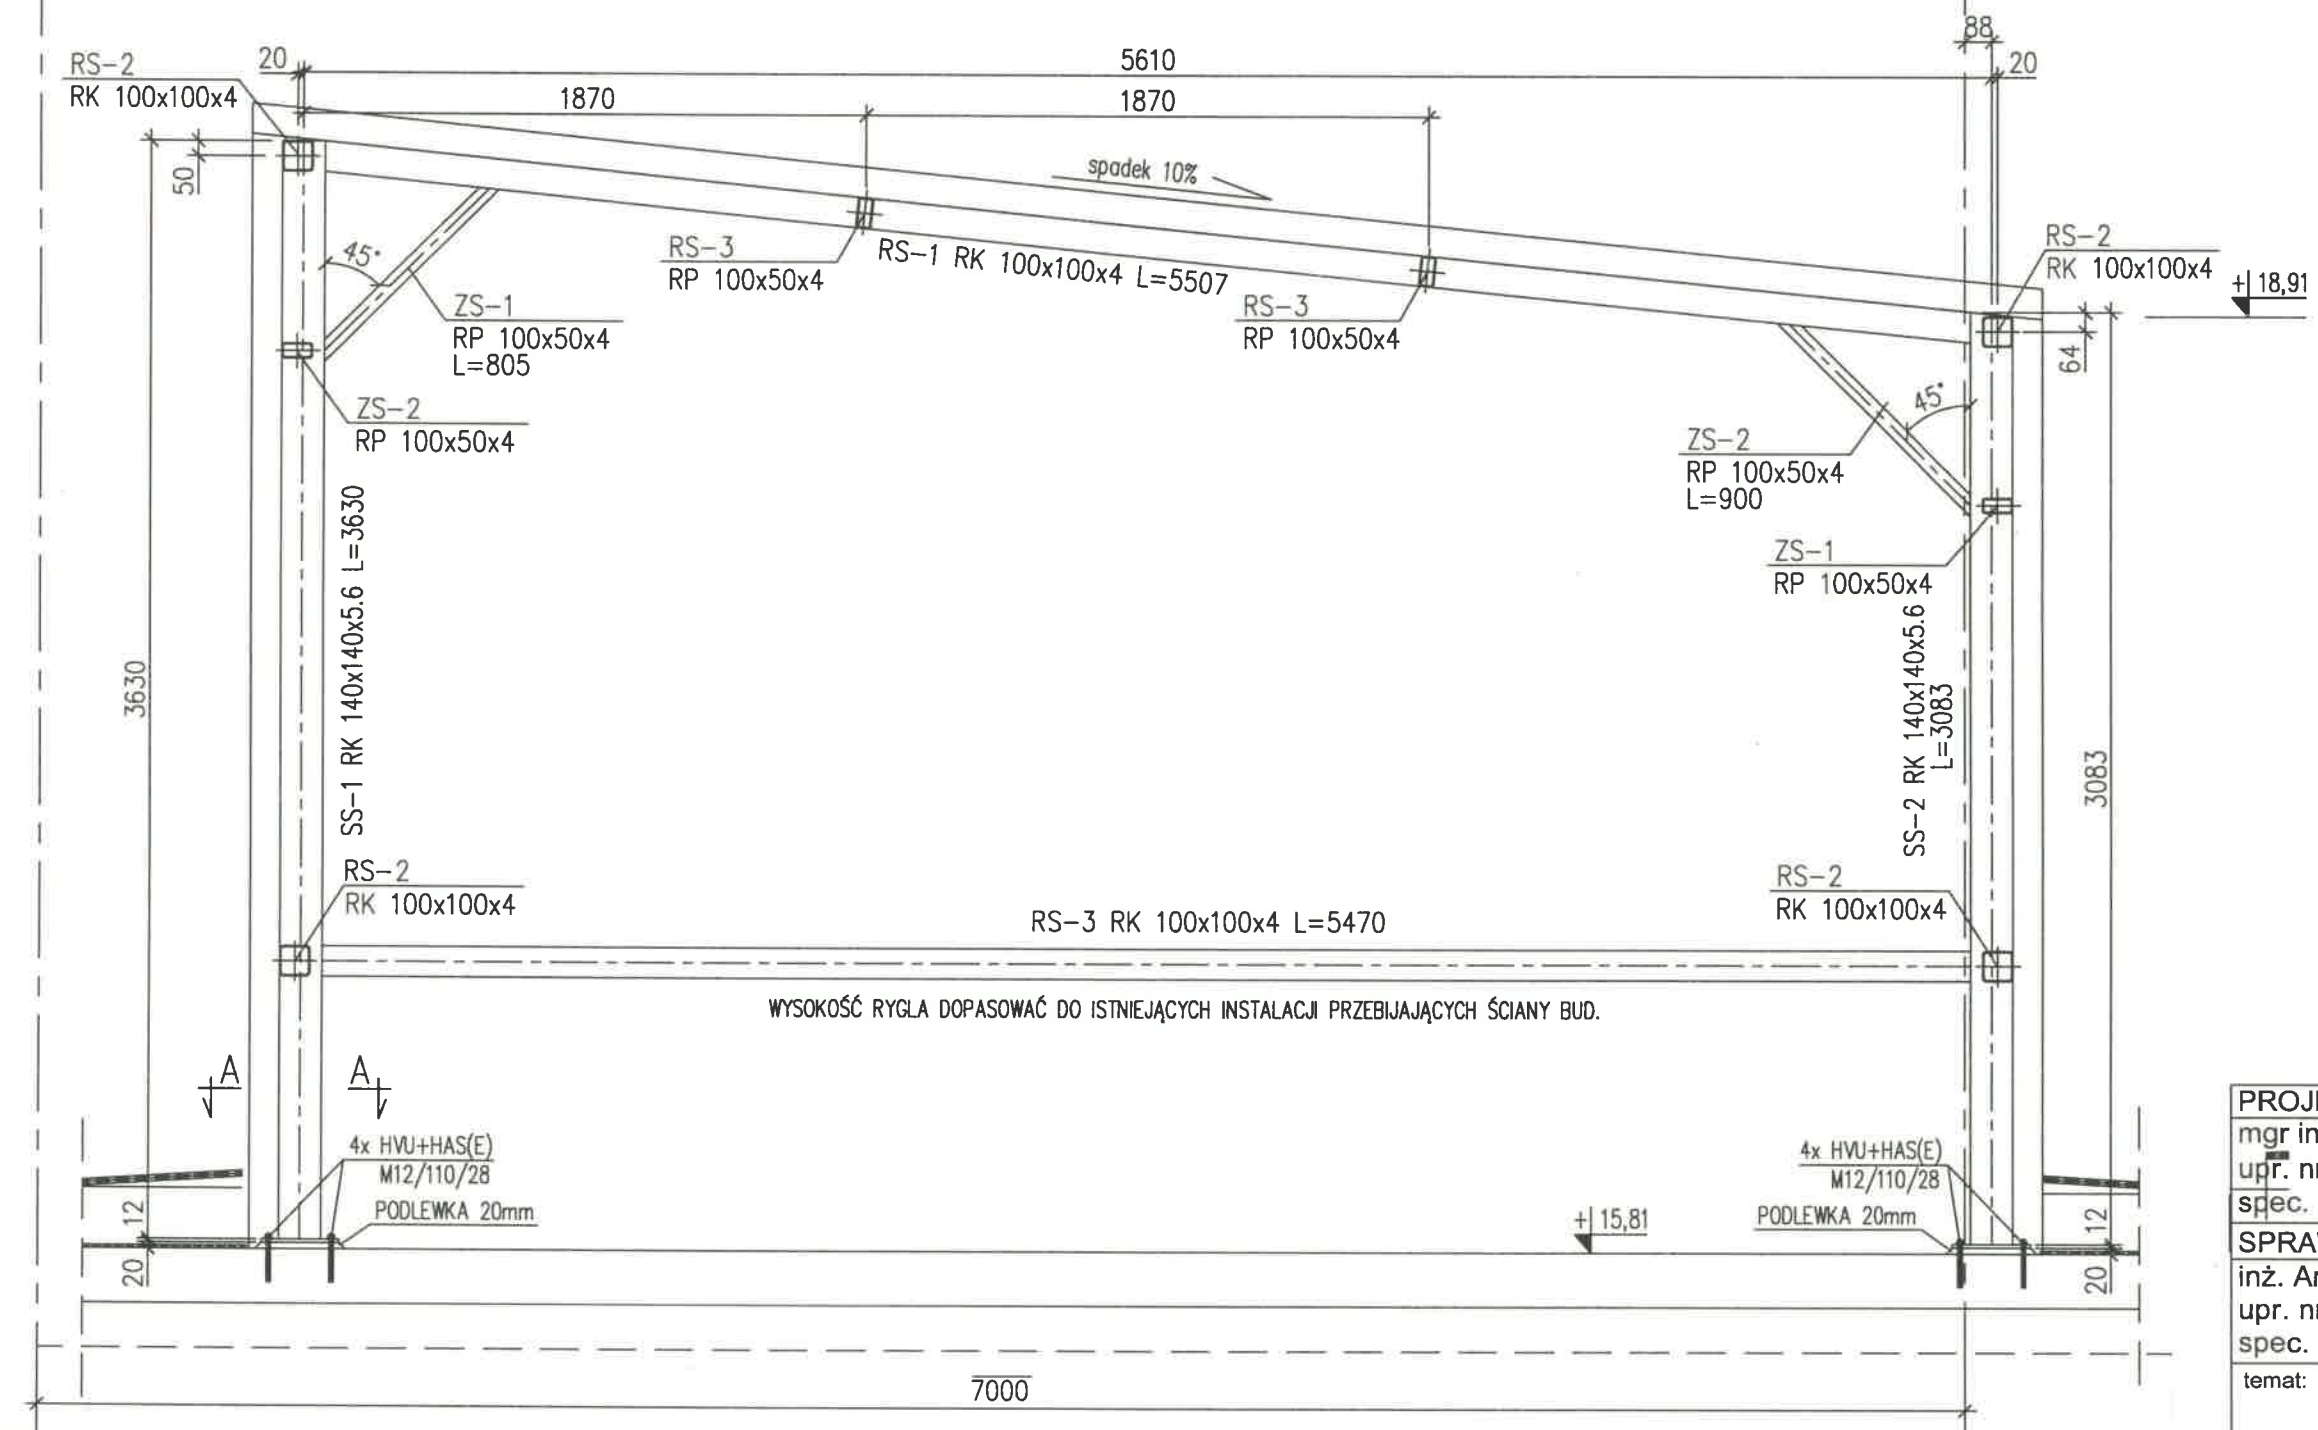 88
20
5610
20
RS-2
RK 100x100x4
1870
1870
50
spadek 10%
45°
RS-3
RP 100x50x4
RS-1 RK 100x100x4 L=5507
RS-3
RP 100x50x4
RS-2
RK 100x100x4
+ 18,91
64
ZS-1
RP 100x50x4
L=805
ZS-2
RP 100x50x4
45°
ZS-2
RP 100x50x4
L=900
ZS-1
RP 100x50x4
3630
SS-1 RK 140x140x5.6 L=3630
SS-2 RK 140x140x5.6
L=3083
3083
RS-2
RK 100x100x4
RS-3 RK 100x100x4 L=5470
RS-2
RK 100x100x4
WYSOKOŚĆ RYGLA DOPASOWAĆ DO ISTNIEJĄCYCH INSTALACJI PRZEBIJAJĄCYCH ŚCIANY BUD.
A
A
4x HVU+HAS(E)
M12/110/28
PODLEWKA 20mm
4x HVU+HAS(E)
M12/110/28
PODLEWKA 20mm
+ 15,81
12
20
12
20
7000
PROJ
mgr in
upr. n
spec.
SPRA
inż. A
upr. n
spec.
temat: